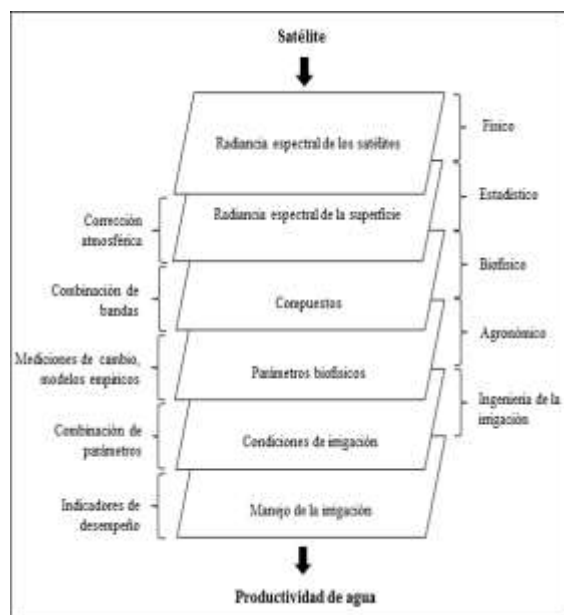 Satélite
Radiancia espectral de los satélites
Físico
Radiancia espectral de la superficie
Estadístico
Corrección
atmosférica
Biofísico
Combinación de
bandas
Compuestos
Agronómico
Mediciones de cambio,
modelos empíricos
Parámetros biofísicos
Ingeniería de la
irrigación
Combinación de
parámetros
Condiciones de irrigación
Indicadores de
desempeño
Manejo de la irrigación
Productividad de agua